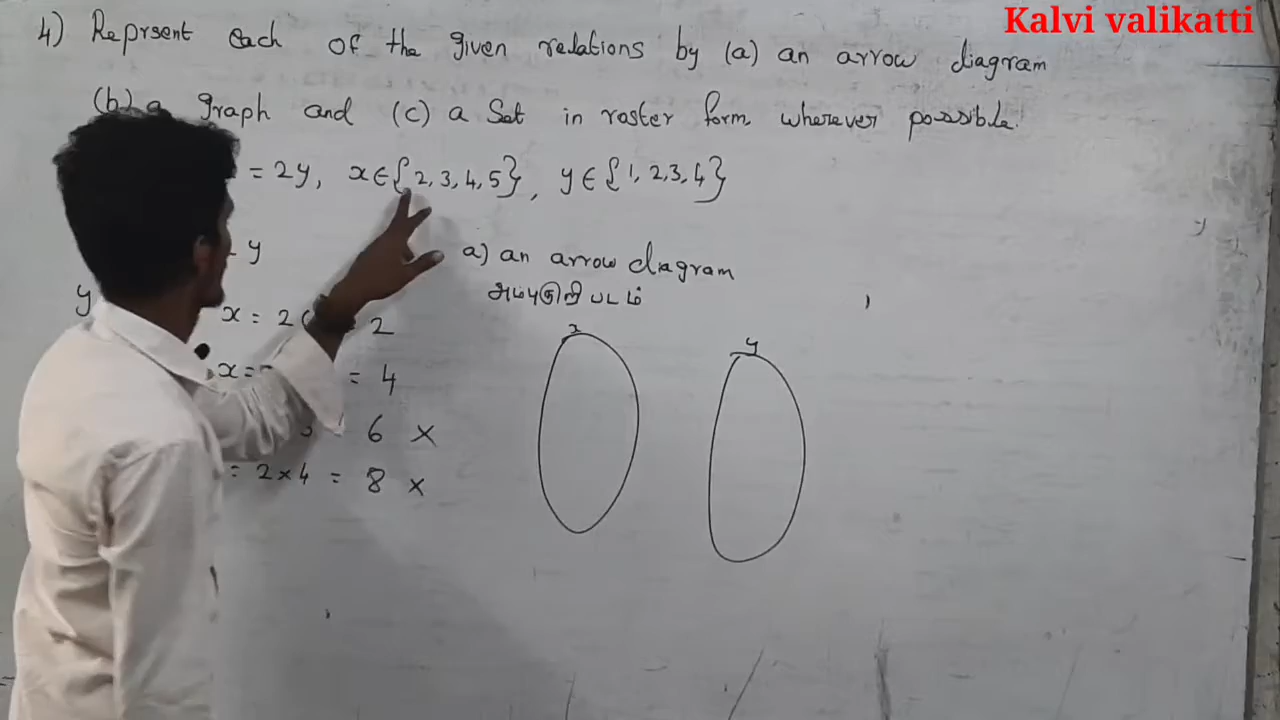 Kalvi valikatti
4) Reprsent each of the given relations by (a) an arrow diagram
(b) a graph and (c) a Set in roster form, wherever possible.
= 2y, x∈{2,3,4,5}, y∈{1,2,3,4}
y
a) an arrow diagram
அம்புகுறி படம்
y
x = 2 2
x y
x = = 4
= 6 x
= 2×4 = 8 x